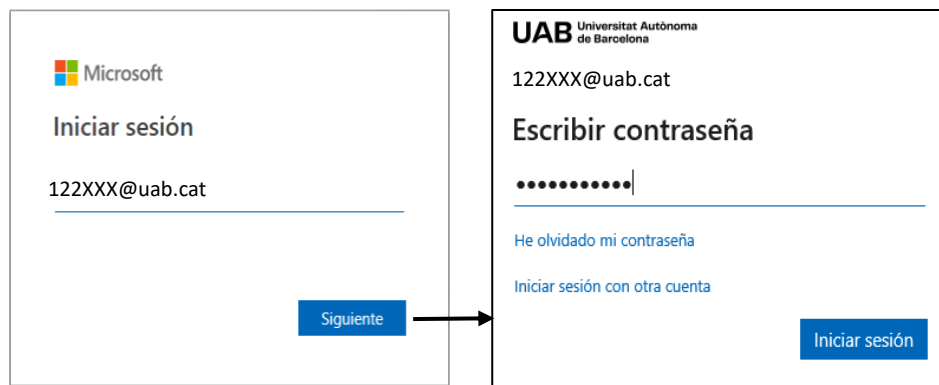 Microsoft
Iniciar sesión
122XXX@uab.cat
Siguiente
UAB Universitat Autònoma
de Barcelona
122XXX@uab.cat
Escribir contraseña
•••••••••••
He olvidado mi contraseña
Iniciar sesión con otra cuenta
Iniciar sesión